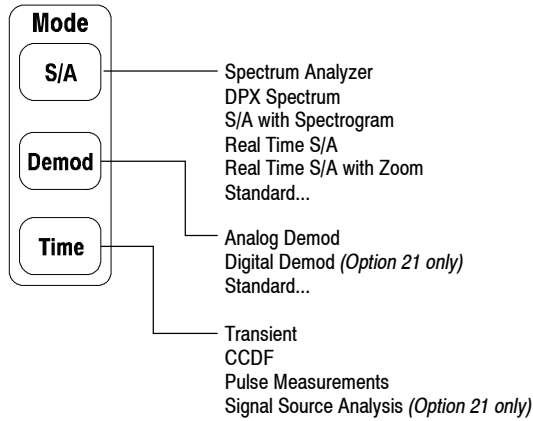 Mode
S/A
Spectrum Analyzer
DPX Spectrum
S/A with Spectrogram
Real Time S/A
Real Time S/A with Zoom
Standard...
Demod
Analog Demod
Digital Demod (Option 21 only)
Standard...
Time
Transient
CCDF
Pulse Measurements
Signal Source Analysis (Option 21 only)